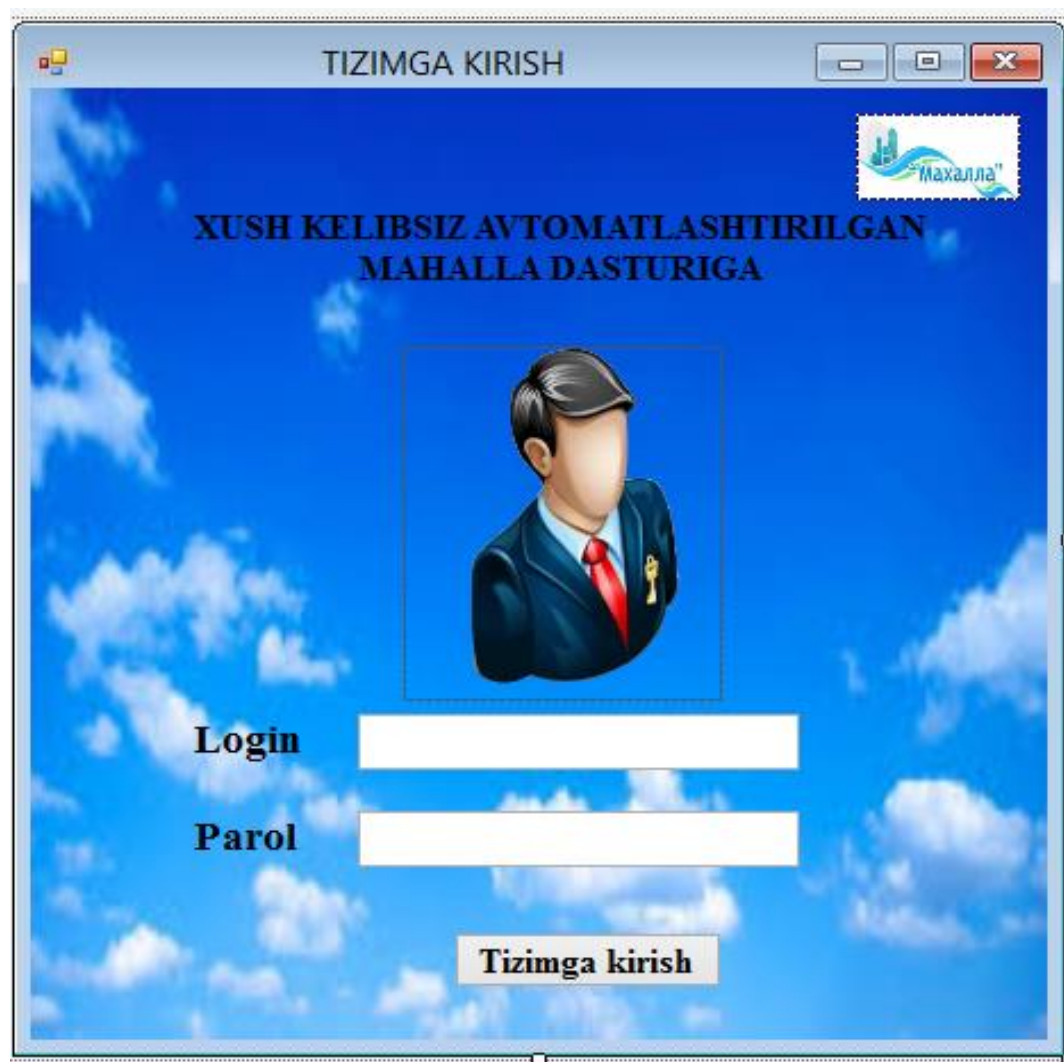 TIZIMGA KIRISH
"Махалла"
XUSH KELIBSIZ AVTOMATLASHTIRILGAN
MAHALLA DASTURIGA
Login
Parol
Tizimga kirish